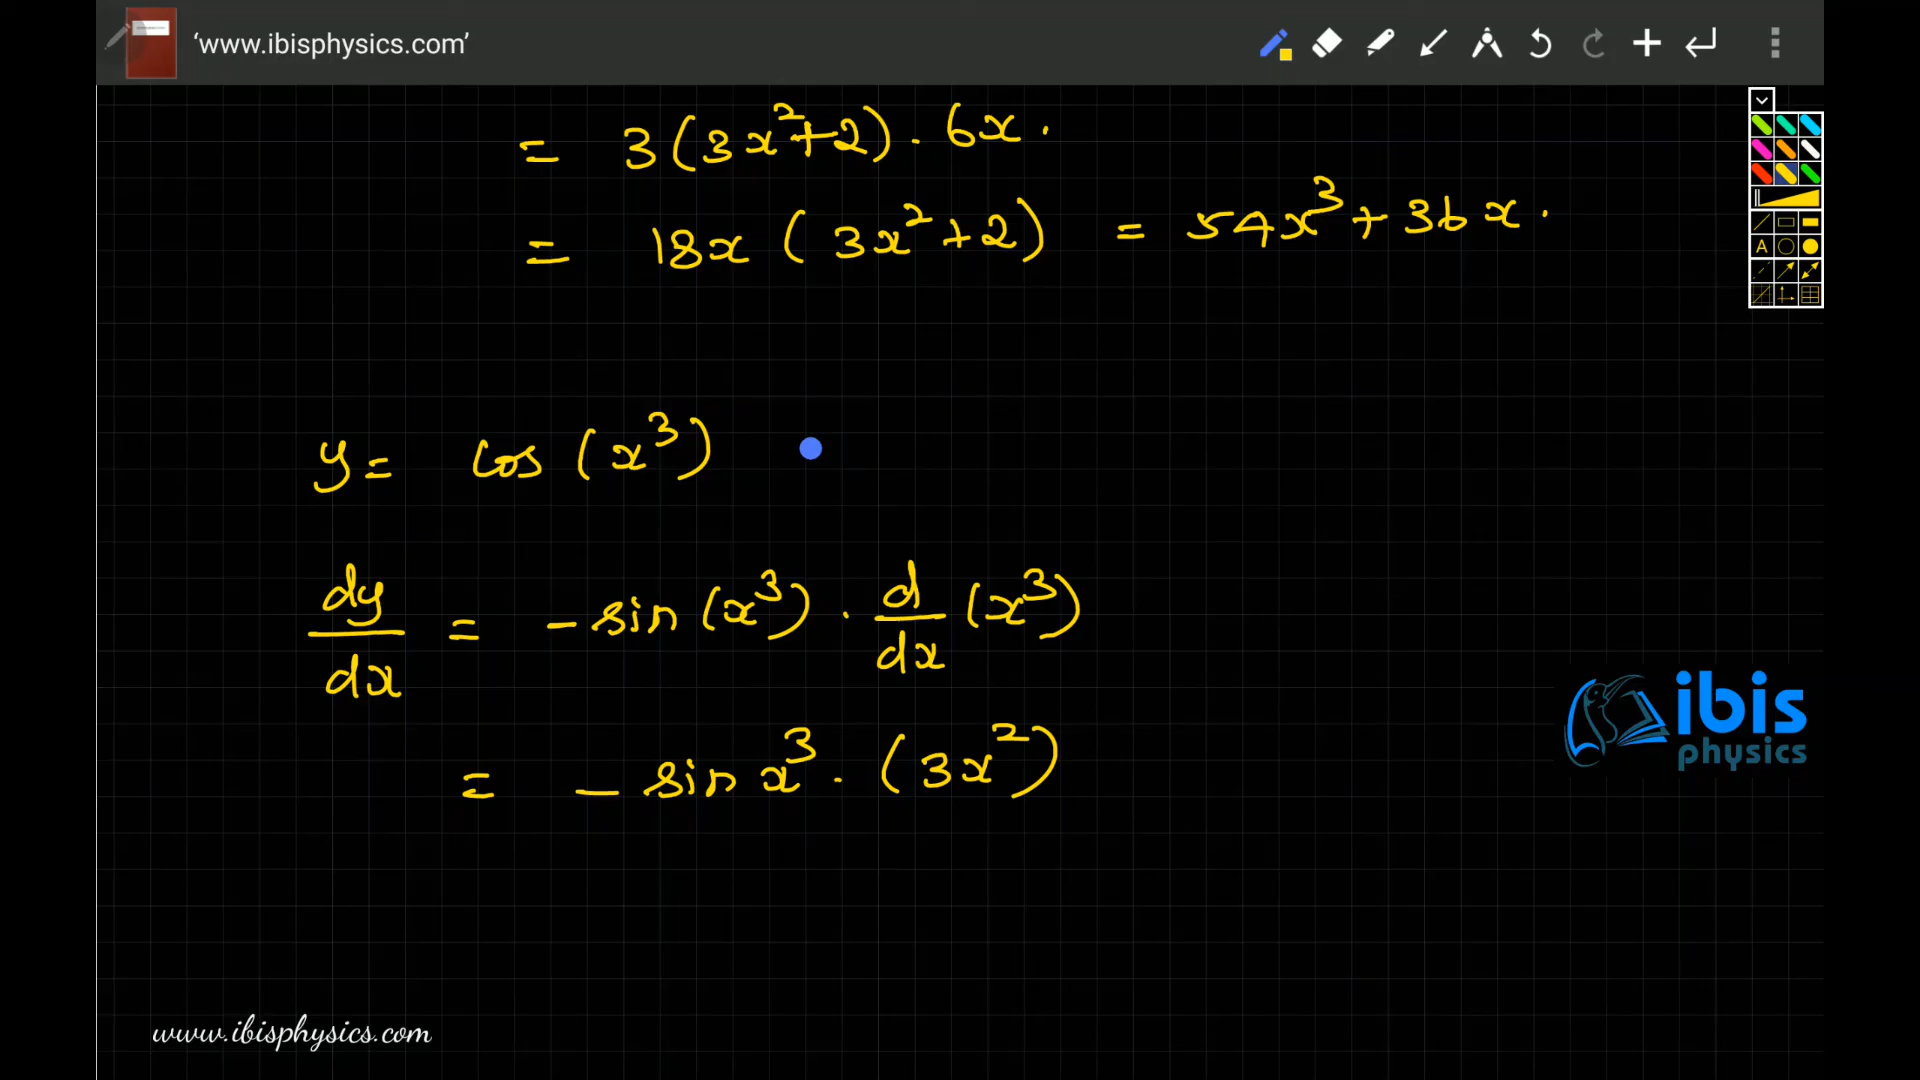 ‘www.ibisphysics.com’
= 3(3x²+2) · 6x.
= 18x (3x²+2) = 54x³+36x.
y = cos (x³)
dy/dx = -sin (x³) · d/dx (x³)
= - sin x³ · (3x²)
A
ibis
physics
www.ibisphysics.com